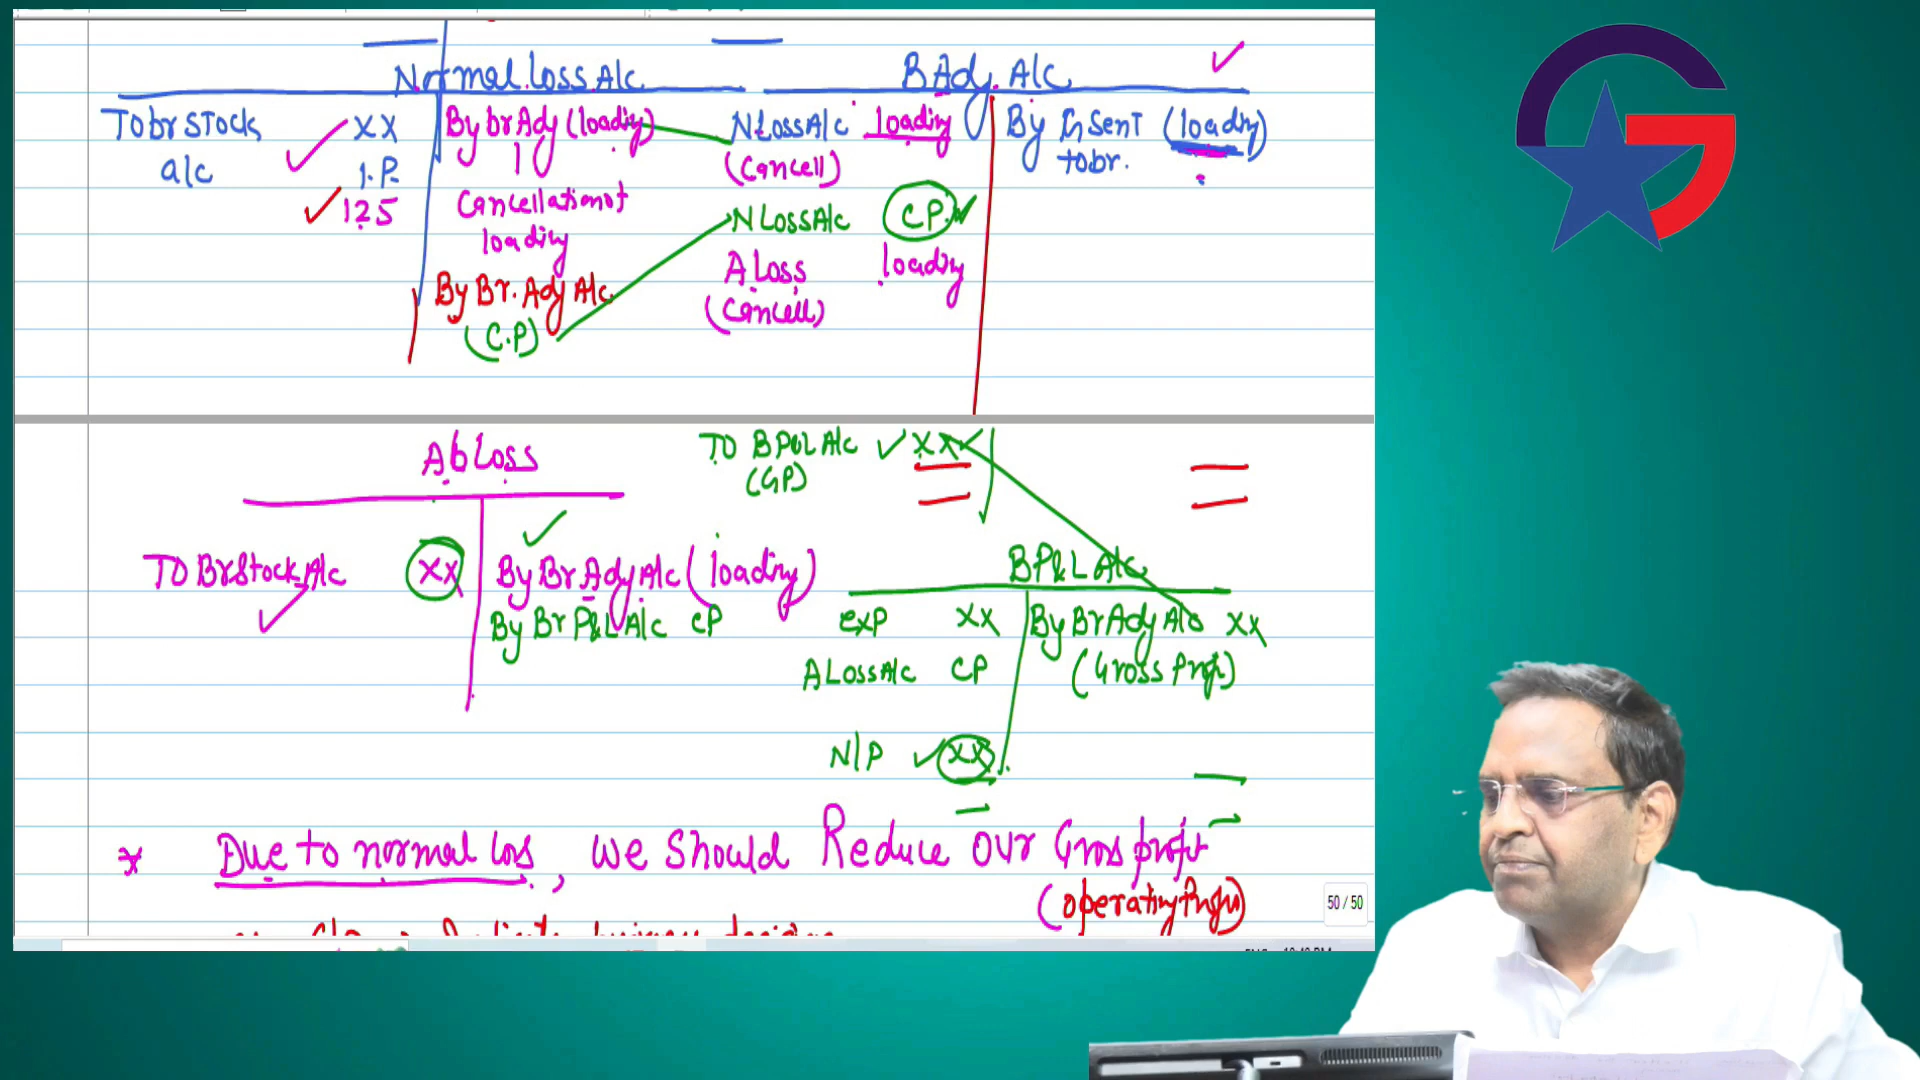 Normal loss A/c
To br stock a/c
xx
I.P.
125
By br Adj (loading)
Cancellation of loading
By Br. Adj A/c
(C.P)
B Adj. A/c
N Loss A/c loading
(Cancell)
N Loss A/c C.P.
A Loss loading
(Cancell)
By G Sent (loading)
to br.
To BP&L A/c xx
(GP)
Ab Loss
To Br Stock A/c xx
By Br Adj A/c (loading)
By Br P&L A/c CP
BP&L A/c
exp xx
A Loss A/c CP
N/P xx
By Br Adj A/c xx
(Gross Profit)
* Due to normal loss, we should Reduce our Gross profit
(operating Profit)
50 / 50